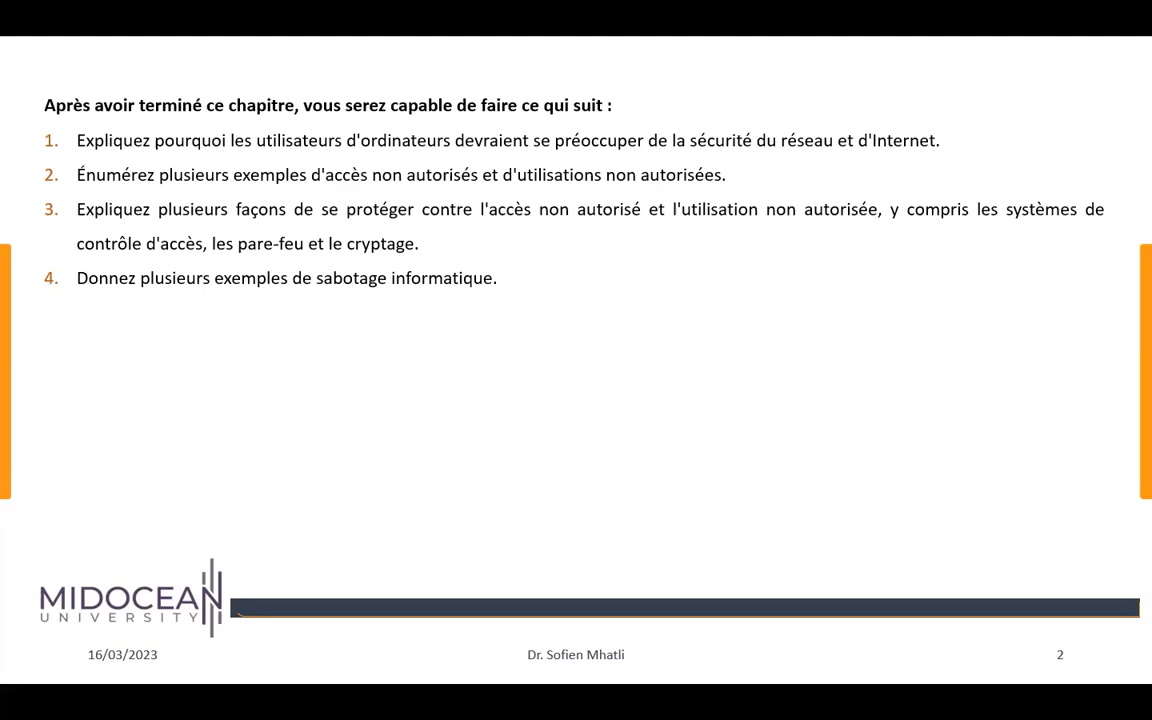 Après avoir terminé ce chapitre, vous serez capable de faire ce qui suit :
1. Expliquez pourquoi les utilisateurs d'ordinateurs devraient se préoccuper de la sécurité du réseau et d'Internet.
2. Énumérez plusieurs exemples d'accès non autorisés et d'utilisations non autorisées.
3. Expliquez plusieurs façons de se protéger contre l'accès non autorisé et l'utilisation non autorisée, y compris les systèmes de
contrôle d'accès, les pare-feu et le cryptage.
4. Donnez plusieurs exemples de sabotage informatique.
MIDOCEAN
UNIVERSITY
16/03/2023
Dr. Sofien Mhatli
2